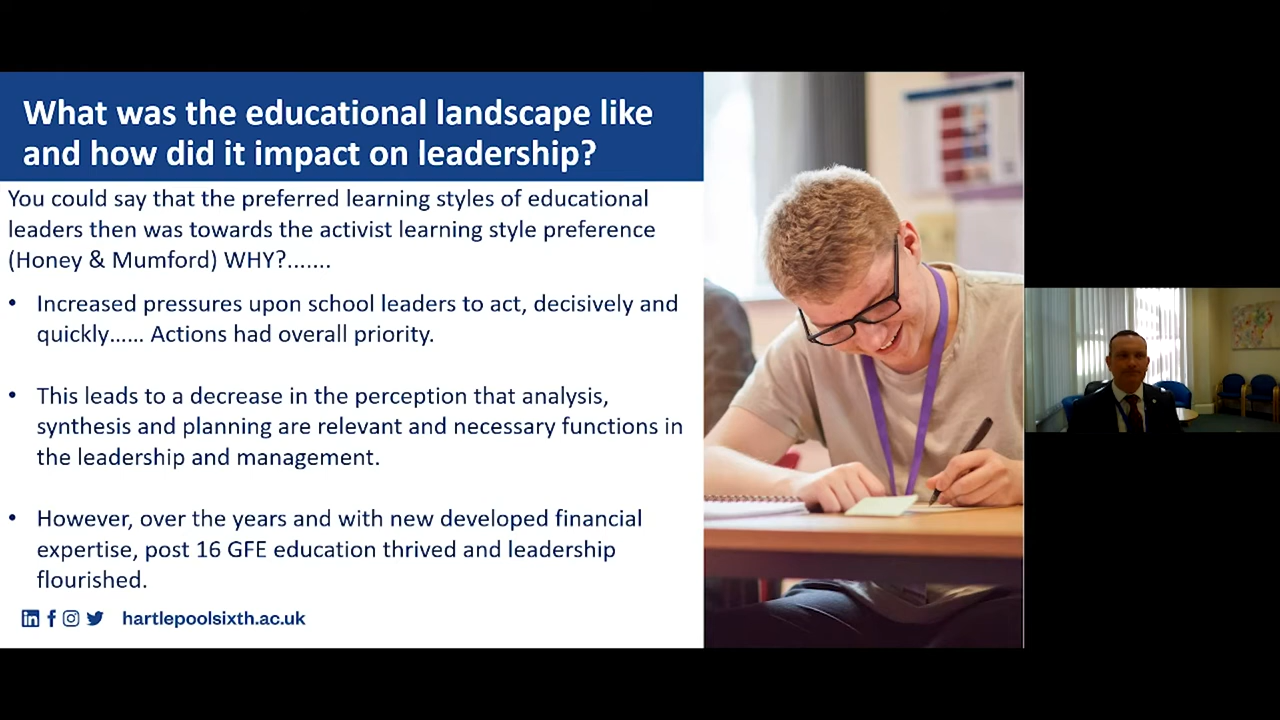 What was the educational landscape like
and how did it impact on leadership?
You could say that the preferred learning styles of educational
leaders then was towards the activist learning style preference
(Honey & Mumford) WHY?.......
• Increased pressures upon school leaders to act, decisively and
quickly...... Actions had overall priority.
• This leads to a decrease in the perception that analysis,
synthesis and planning are relevant and necessary functions in
the leadership and management.
• However, over the years and with new developed financial
expertise, post 16 GFE education thrived and leadership
flourished.
hartlepoolsixth.ac.uk